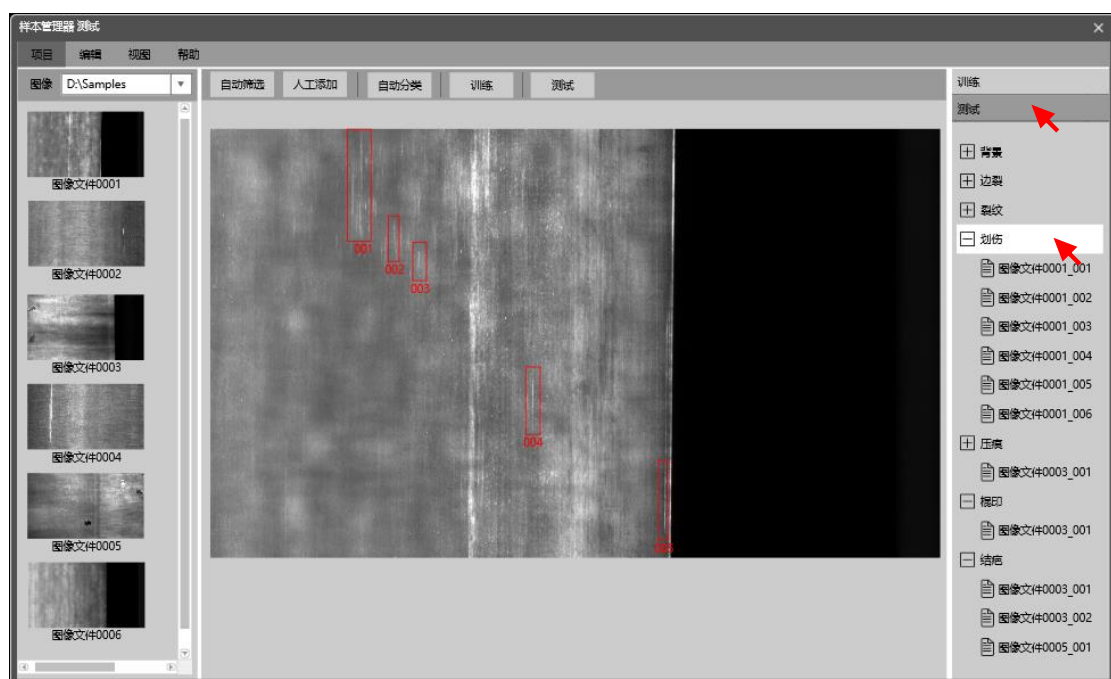 样本管理器 测试
项目 编辑 视图 帮助
图像 D:\Samples
自动筛选 人工添加 自动分类 训练 测试
图像文件0001
图像文件0002
图像文件0003
图像文件0004
图像文件0005
图像文件0006
001
002
003
004
训练
测试
背景
边裂
裂纹
划伤
图像文件0001_001
图像文件0001_002
图像文件0001_003
图像文件0001_004
图像文件0001_005
图像文件0001_006
压痕
图像文件0003_001
辊印
图像文件0003_001
结疤
图像文件0003_001
图像文件0003_002
图像文件0005_001